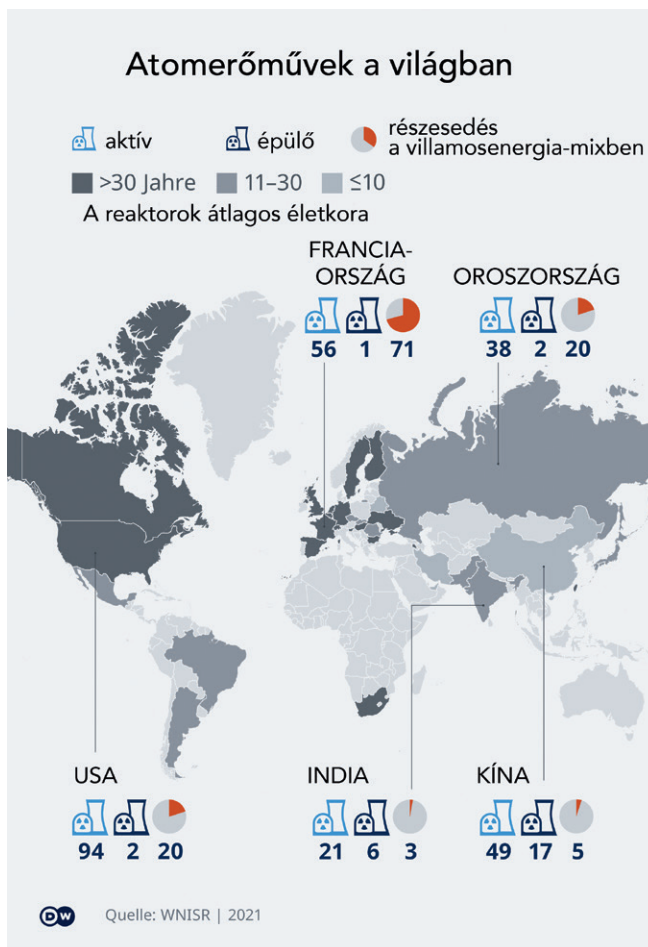 Atomerőművek a világban
aktív
épülő
részesedés
a villamosenergia-mixben
>30 Jahre
11–30
≤10
A reaktorok átlagos életkora
FRANCIA-
ORSZÁG
56 1 71
OROSZORSZÁG
38 2 20
USA
94 2 20
INDIA
21 6 3
KÍNA
49 17 5
DW
Quelle: WNISR | 2021